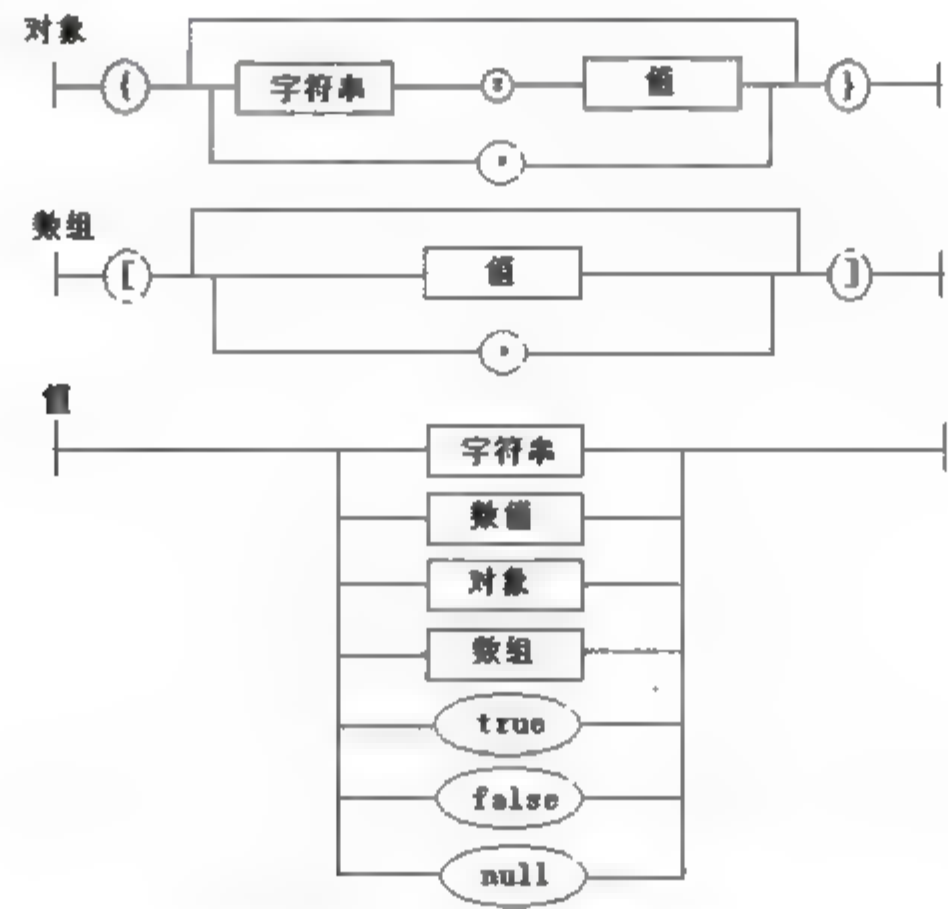 对象
{ 字符串 : 值 }
,
数组
[ 值 ]
,
值
字符串
数值
对象
数组
true
false
null